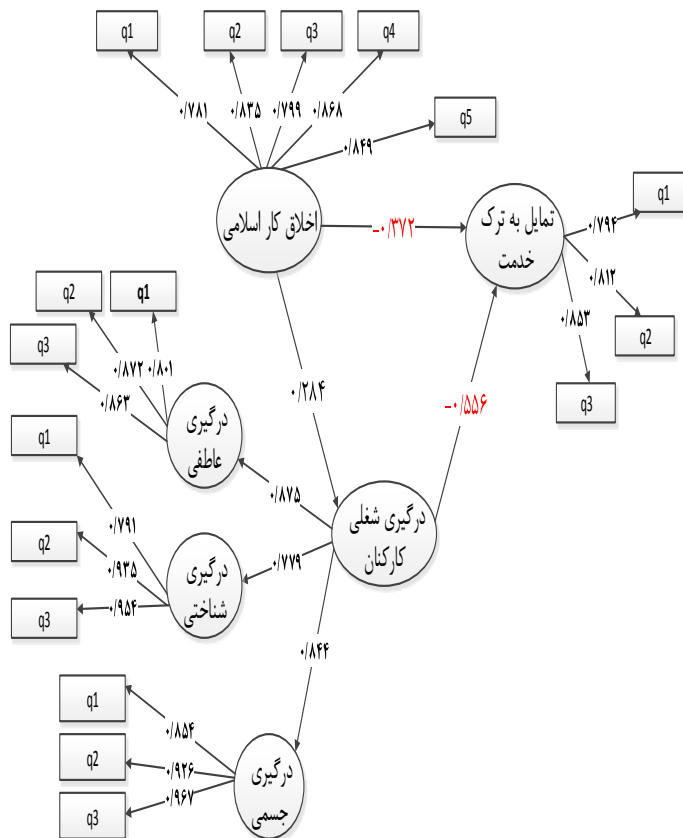 q1
q2
q3
q4
q5
۰/۷۸۱
۰/۸۳۵
۰/۷۹۹
۰/۸۶۸
۰/۸۴۹
اخلاق کار اسلامی
-۰/۳۷۲
تمایل به ترک
خدمت
q1
۰/۷۹۴
۰/۸۱۲
۰/۸۵۳
q2
q3
۰/۲۸۴
-۰/۵۵۶
q2
q1
q3
۰/۸۷۲
۰/۸۰۱
۰/۸۶۳
درگیری
عاطفی
۰/۸۷۵
درگیری شغلی
کارکنان
q1
q2
q3
۰/۷۹۱
۰/۹۳۵
۰/۹۵۴
درگیری
شناختی
۰/۷۷۹
۰/۸۴۴
q1
q2
q3
۰/۸۵۴
۰/۹۲۶
۰/۹۶۷
درگیری
جسمی